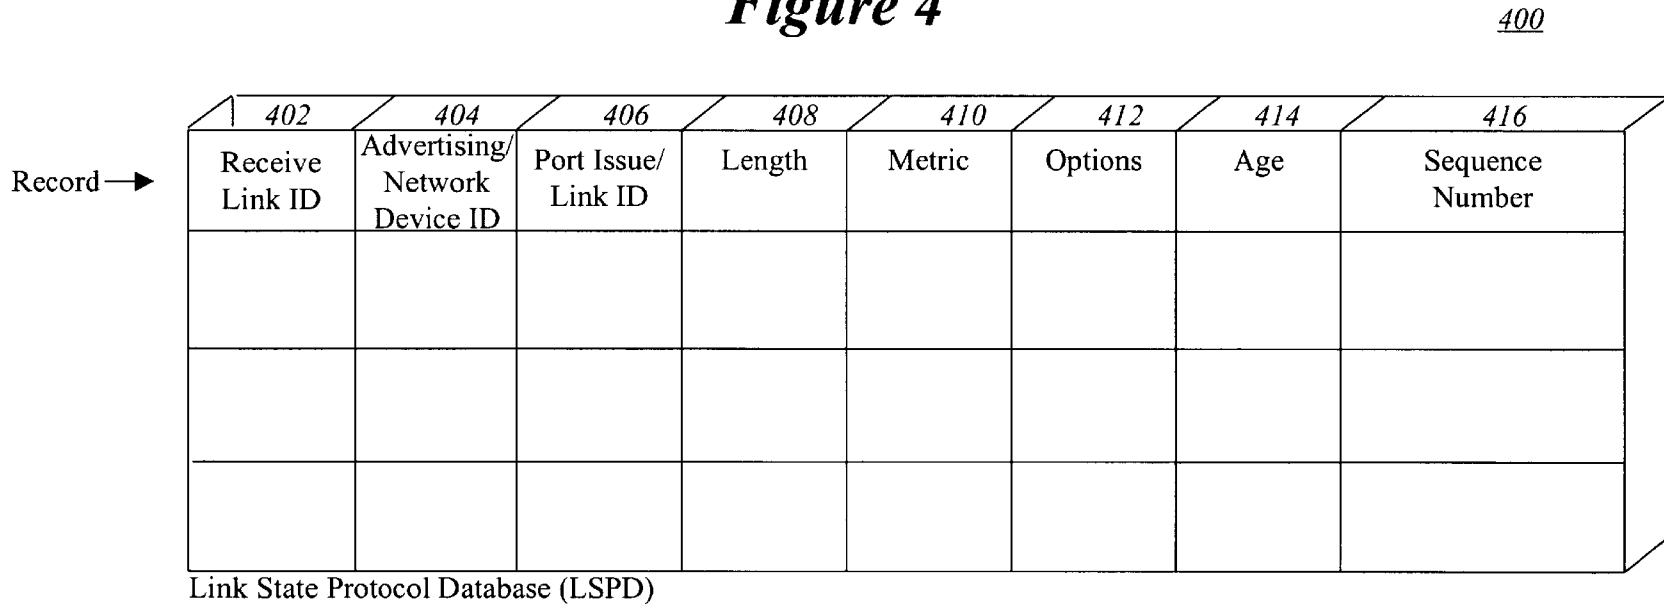 Figure 4
400
402 404 406 408 410 412 414 416
Record
Receive
Link ID
Advertising/
Network
Device ID
Port Issue/
Link ID
Length
Metric
Options
Age
Sequence
Number
Link State Protocol Database (LSPD)